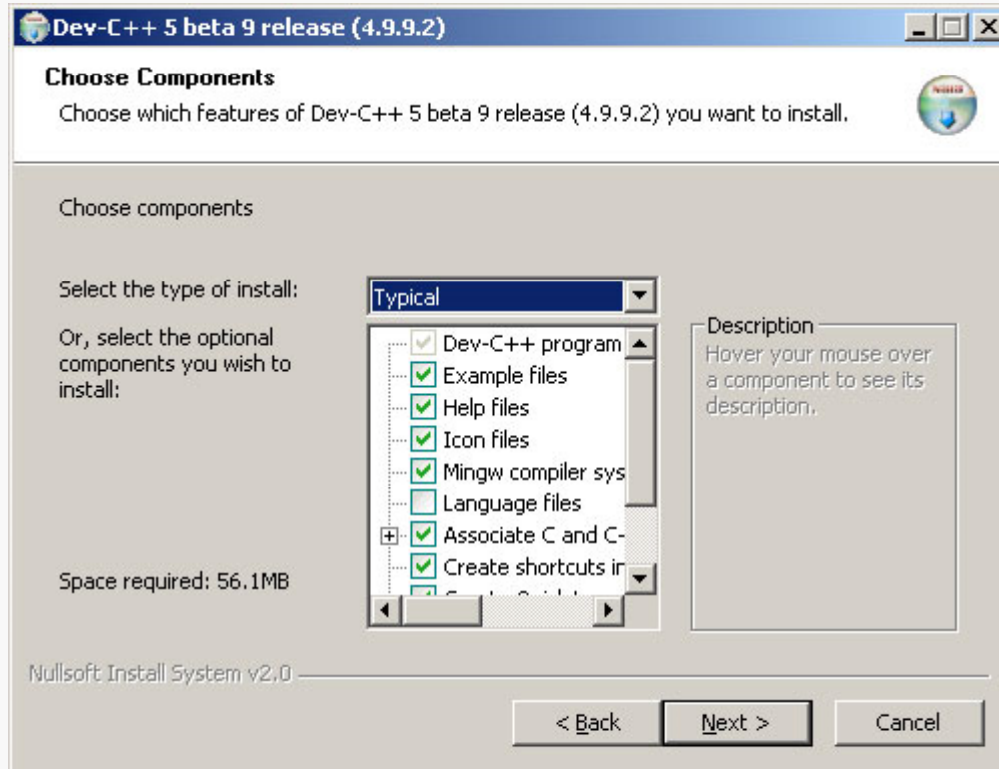 Dev-C++ 5 beta 9 release (4.9.9.2)
Choose Components
Choose which features of Dev-C++ 5 beta 9 release (4.9.9.2) you want to install.
Choose components
Select the type of install:
Typical
Or, select the optional
components you wish to
install:
Dev-C++ program
Example files
Help files
Icon files
Mingw compiler sys
Language files
Associate C and C-
Create shortcuts in
Description
Hover your mouse over
a component to see its
description.
Space required: 56.1MB
Nullsoft Install System v2.0
< Back
Next >
Cancel